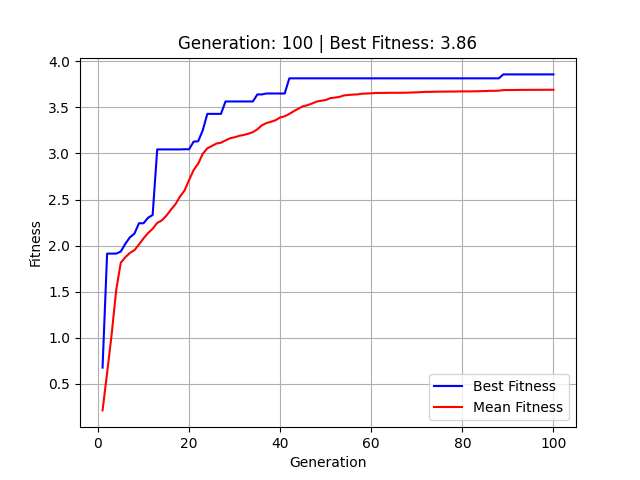 Generation: 100 | Best Fitness: 3.86
4.0
3.5
3.0
2.5
2.0
1.5
1.0
0.5
Fitness
Best Fitness
Mean Fitness
0 20 40 60 80 100
Generation